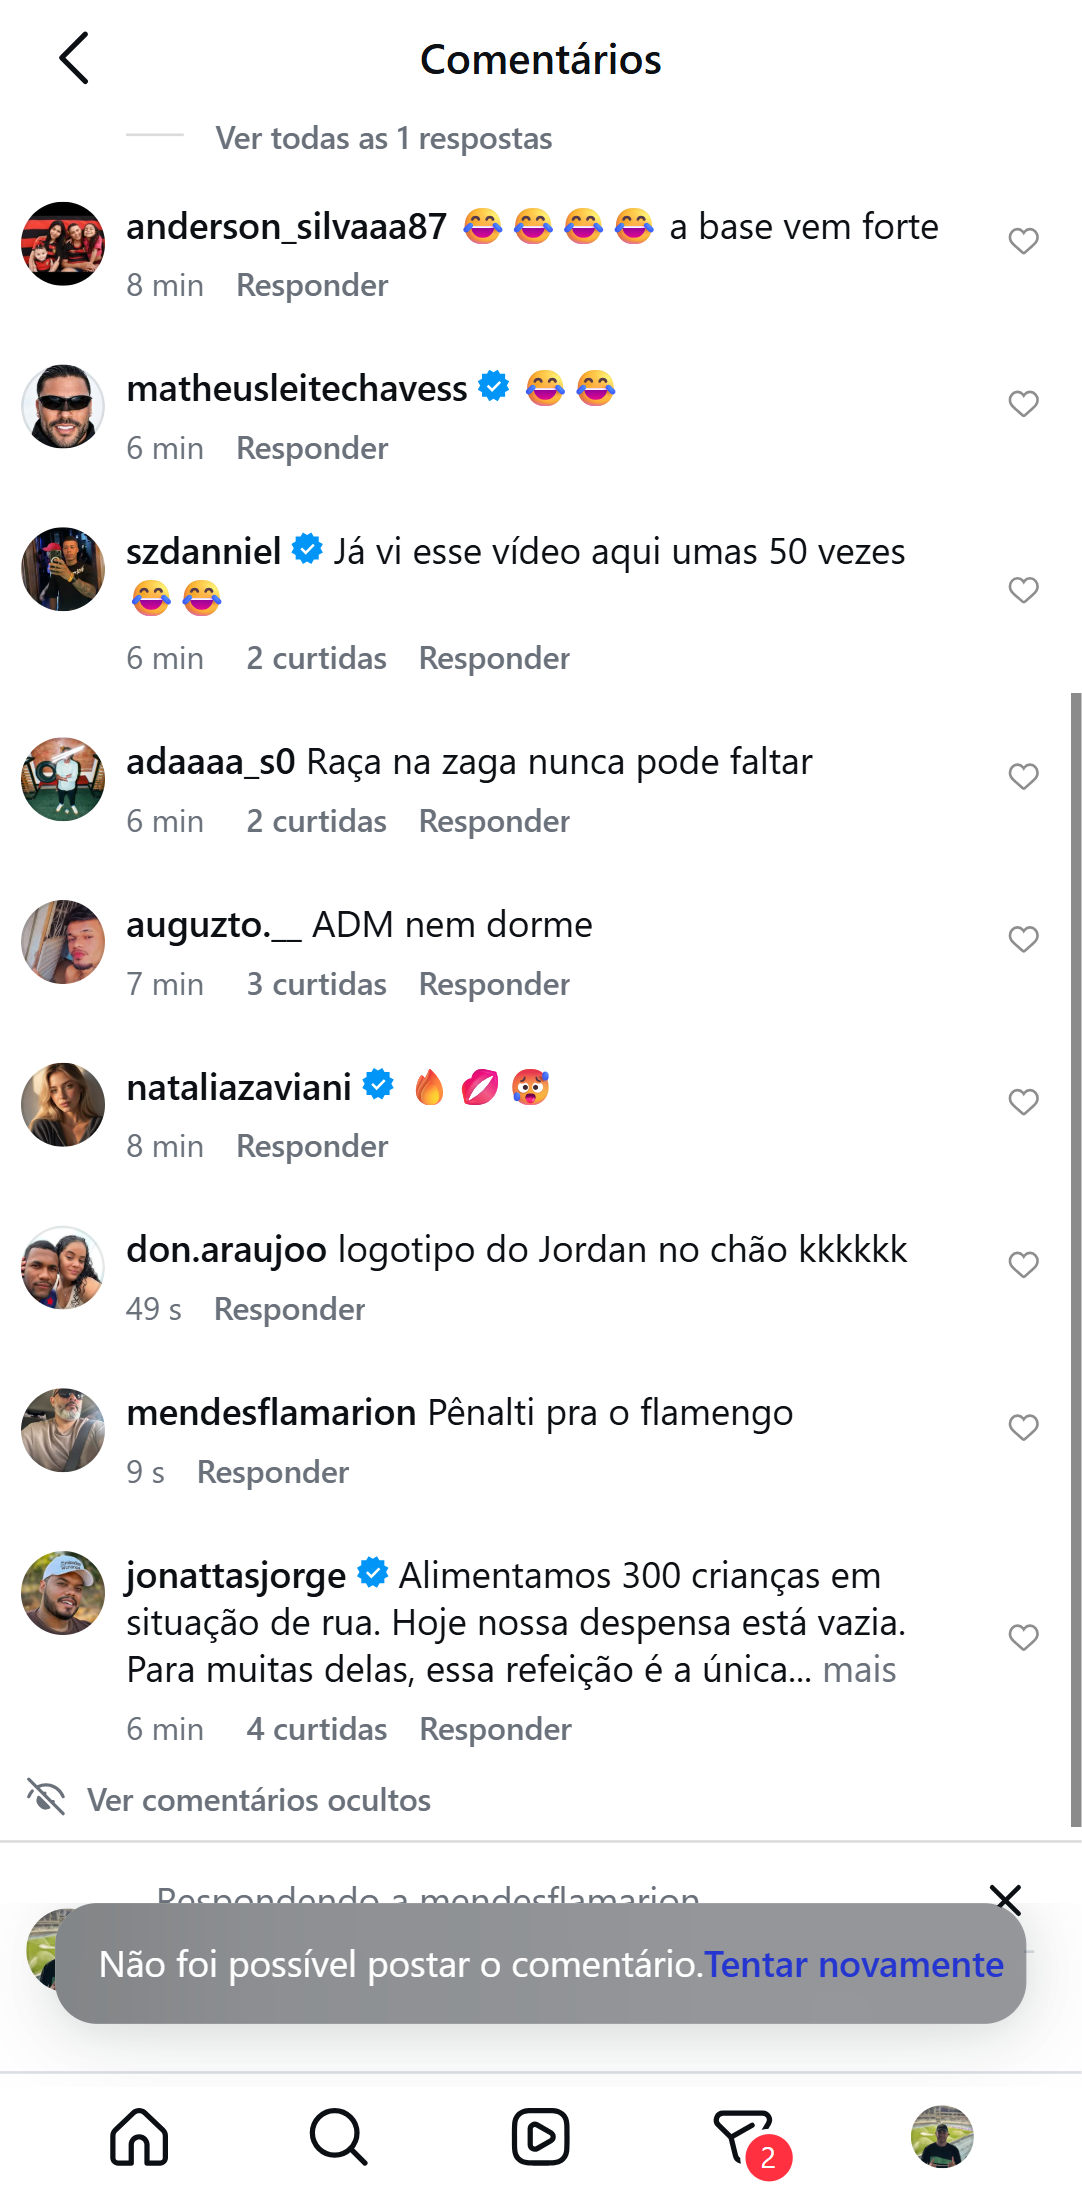 Comentários
Ver todas as 1 respostas
anderson_silvaaa87 😂😂😂😂 a base vem forte
8 min Responder
matheusleitechavess 😂😂
6 min Responder
szdanniel Já vi esse vídeo aqui umas 50 vezes
😂😂
6 min 2 curtidas Responder
adaaaa_s0 Raça na zaga nunca pode faltar
6 min 2 curtidas Responder
auguzto.__ ADM nem dorme
7 min 3 curtidas Responder
nataliazaviani 🔥💋🥵
8 min Responder
don.araujoo logotipo do Jordan no chão kkkkkk
49 s Responder
mendesflamarion Pênalti pra o flamengo
9 s Responder
jonattasjorge Alimentamos 300 crianças em
situação de rua. Hoje nossa despensa está vazia.
Para muitas delas, essa refeição é a única... mais
6 min 4 curtidas Responder
Ver comentários ocultos
Respondendo a mendesflamarion
Não foi possível postar o comentário.Tentar novamente
2